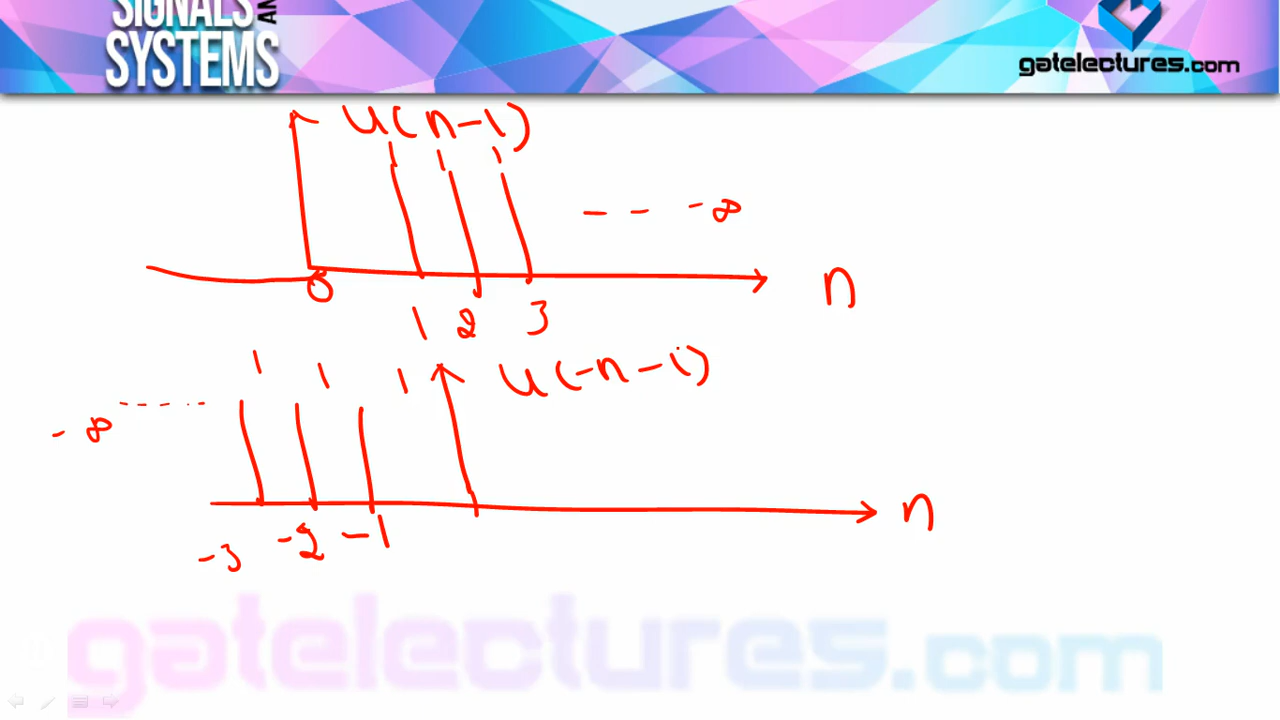 SIGNALS AND
SYSTEMS
gatelectures.com
u(n-1)
1 1 1
- - - ∞
0
n
1 2 3
1 1 1
u(-n-1)
- ∞ ------
n
-3 -2 -1
gatelectures.com